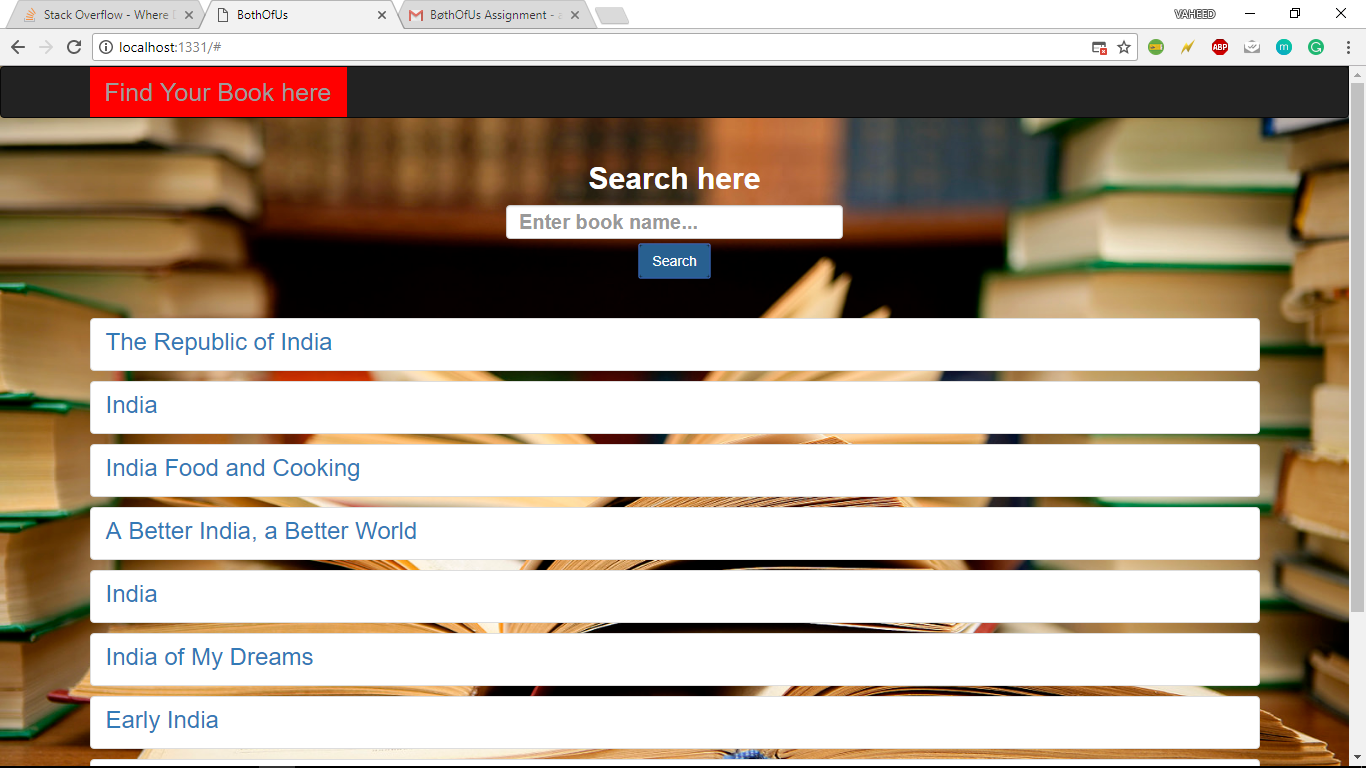 Stack Overflow - Where
BothOfUs
BøthOfUs Assignment -
VAHEED
localhost:1331/#
ABP
m
Find Your Book here
Search here
Enter book name...
Search
The Republic of India
India
India Food and Cooking
A Better India, a Better World
India
India of My Dreams
Early India